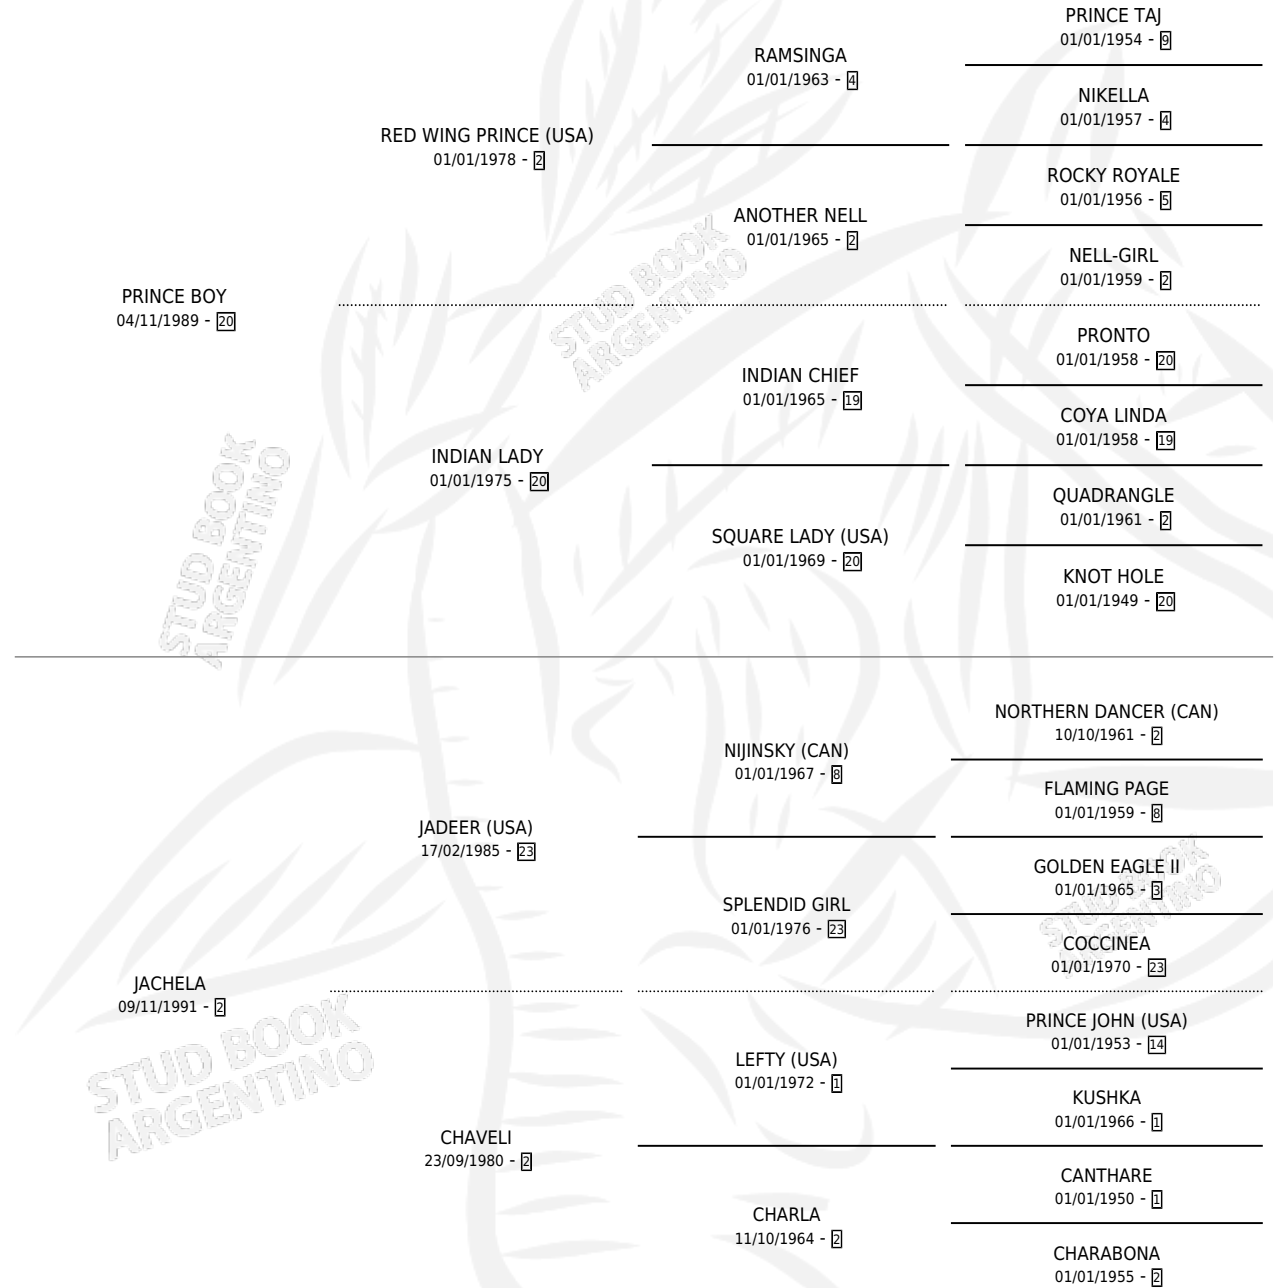 PRINCE TAJ
01/01/1954 - 9
RAMSINGA
01/01/1963 - 4
NIKELLA
01/01/1957 - 4
RED WING PRINCE (USA)
01/01/1978 - 2
ROCKY ROYALE
01/01/1956 - 5
ANOTHER NELL
01/01/1965 - 2
NELL-GIRL
01/01/1959 - 2
PRINCE BOY
04/11/1989 - 20
STUD BOOK
ARGENTINO
PRONTO
01/01/1958 - 20
INDIAN CHIEF
01/01/1965 - 19
COYA LINDA
01/01/1958 - 19
INDIAN LADY
01/01/1975 - 20
QUADRANGLE
01/01/1961 - 2
SQUARE LADY (USA)
01/01/1969 - 20
KNOT HOLE
01/01/1949 - 20
STUD BOOK
ARGENTINO
NORTHERN DANCER (CAN)
10/10/1961 - 2
NIJINSKY (CAN)
01/01/1967 - 8
FLAMING PAGE
01/01/1959 - 8
JADEER (USA)
17/02/1985 - 23
GOLDEN EAGLE II
01/01/1965 - 3
SPLENDID GIRL
01/01/1976 - 23
COCCINEA
01/01/1970 - 23
STUD BOOK
ARGENTINO
JACHELA
09/11/1991 - 2
PRINCE JOHN (USA)
01/01/1953 - 14
LEFTY (USA)
01/01/1972 - 1
KUSHKA
01/01/1966 - 1
STUD BOOK
ARGENTINO
CHAVELI
23/09/1980 - 2
CANTHARE
01/01/1950 - 1
CHARLA
11/10/1964 - 2
CHARABONA
01/01/1955 - 2